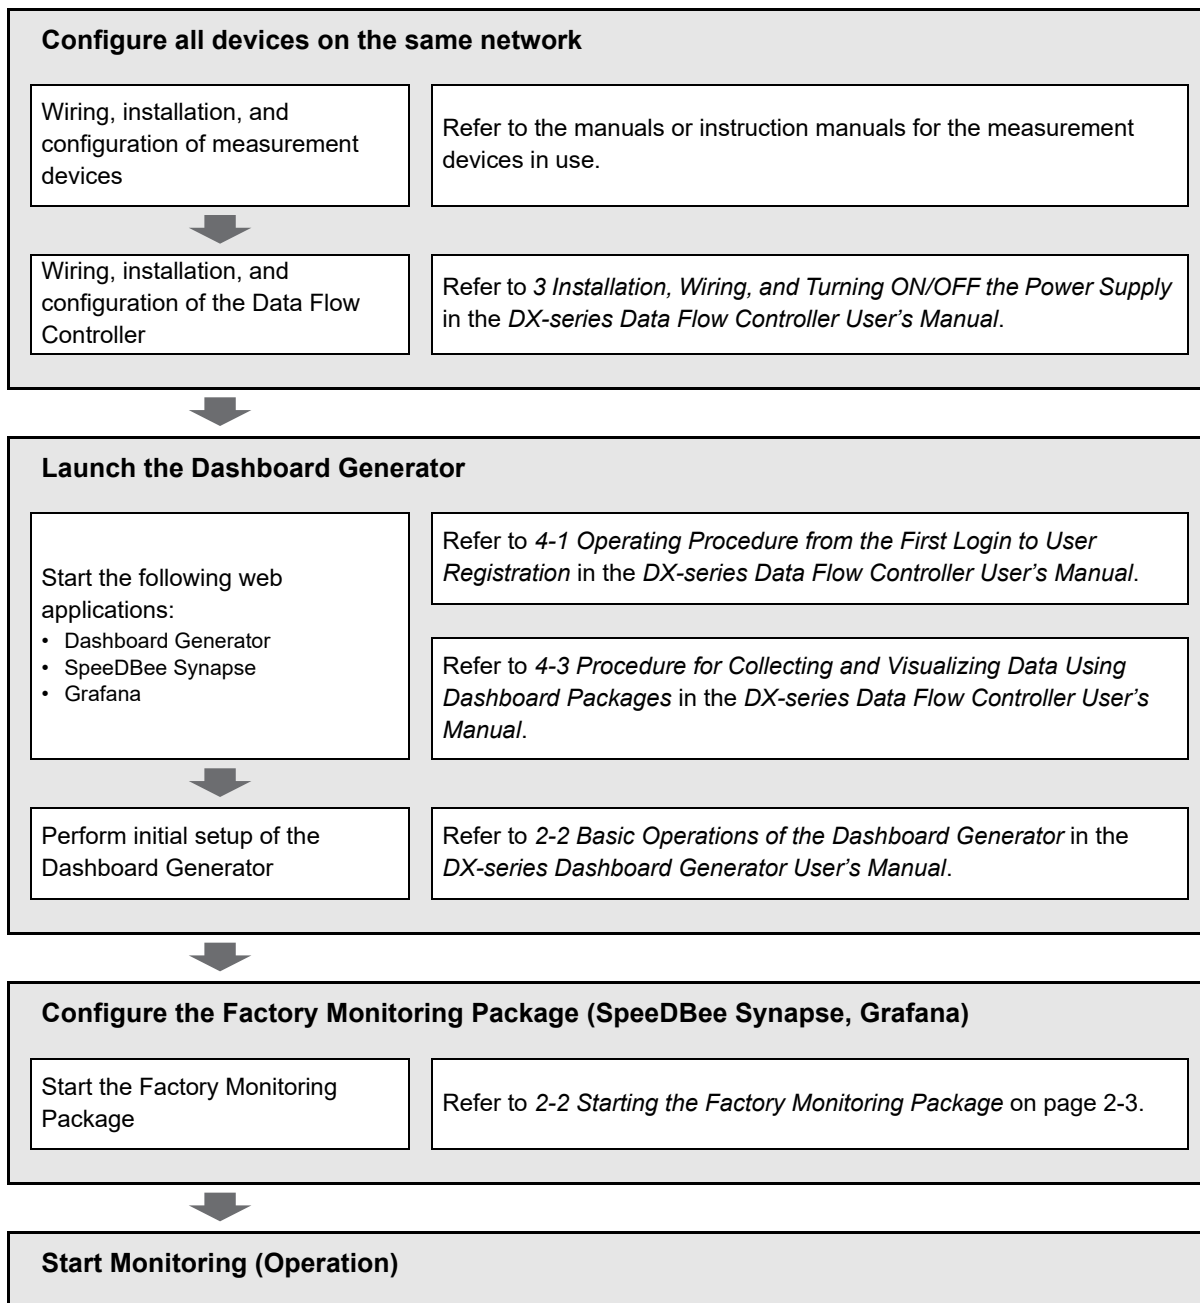 Configure all devices on the same network
Wiring, installation, and
configuration of measurement
devices
Refer to the manuals or instruction manuals for the measurement
devices in use.
Wiring, installation, and
configuration of the Data Flow
Controller
Refer to 3 Installation, Wiring, and Turning ON/OFF the Power Supply
in the DX-series Data Flow Controller User's Manual.
Launch the Dashboard Generator
Start the following web
applications:
• Dashboard Generator
• SpeeDBee Synapse
• Grafana
Refer to 4-1 Operating Procedure from the First Login to User
Registration in the DX-series Data Flow Controller User's Manual.
Refer to 4-3 Procedure for Collecting and Visualizing Data Using
Dashboard Packages in the DX-series Data Flow Controller User's
Manual.
Perform initial setup of the
Dashboard Generator
Refer to 2-2 Basic Operations of the Dashboard Generator in the
DX-series Dashboard Generator User's Manual.
Configure the Factory Monitoring Package (SpeeDBee Synapse, Grafana)
Start the Factory Monitoring
Package
Refer to 2-2 Starting the Factory Monitoring Package on page 2-3.
Start Monitoring (Operation)